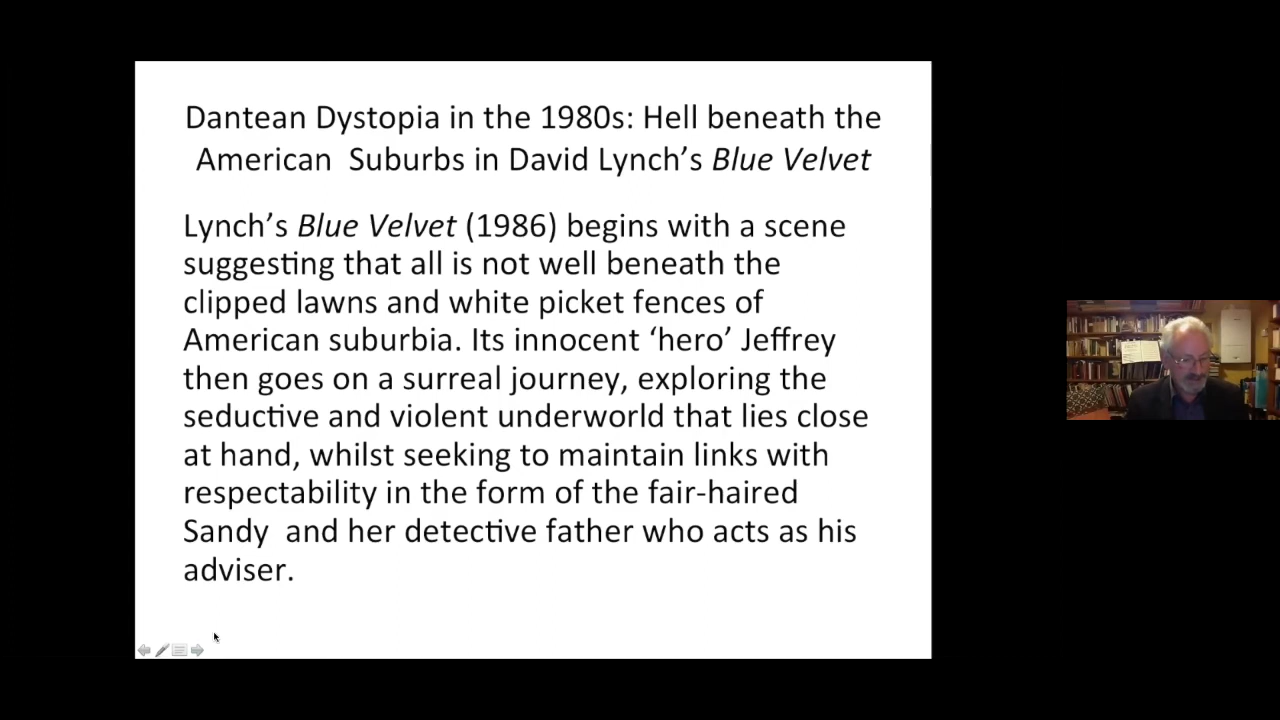 Dantean Dystopia in the 1980s: Hell beneath the
American Suburbs in David Lynch’s Blue Velvet
Lynch’s Blue Velvet (1986) begins with a scene
suggesting that all is not well beneath the
clipped lawns and white picket fences of
American suburbia. Its innocent ‘hero’ Jeffrey
then goes on a surreal journey, exploring the
seductive and violent underworld that lies close
at hand, whilst seeking to maintain links with
respectability in the form of the fair-haired
Sandy and her detective father who acts as his
adviser.